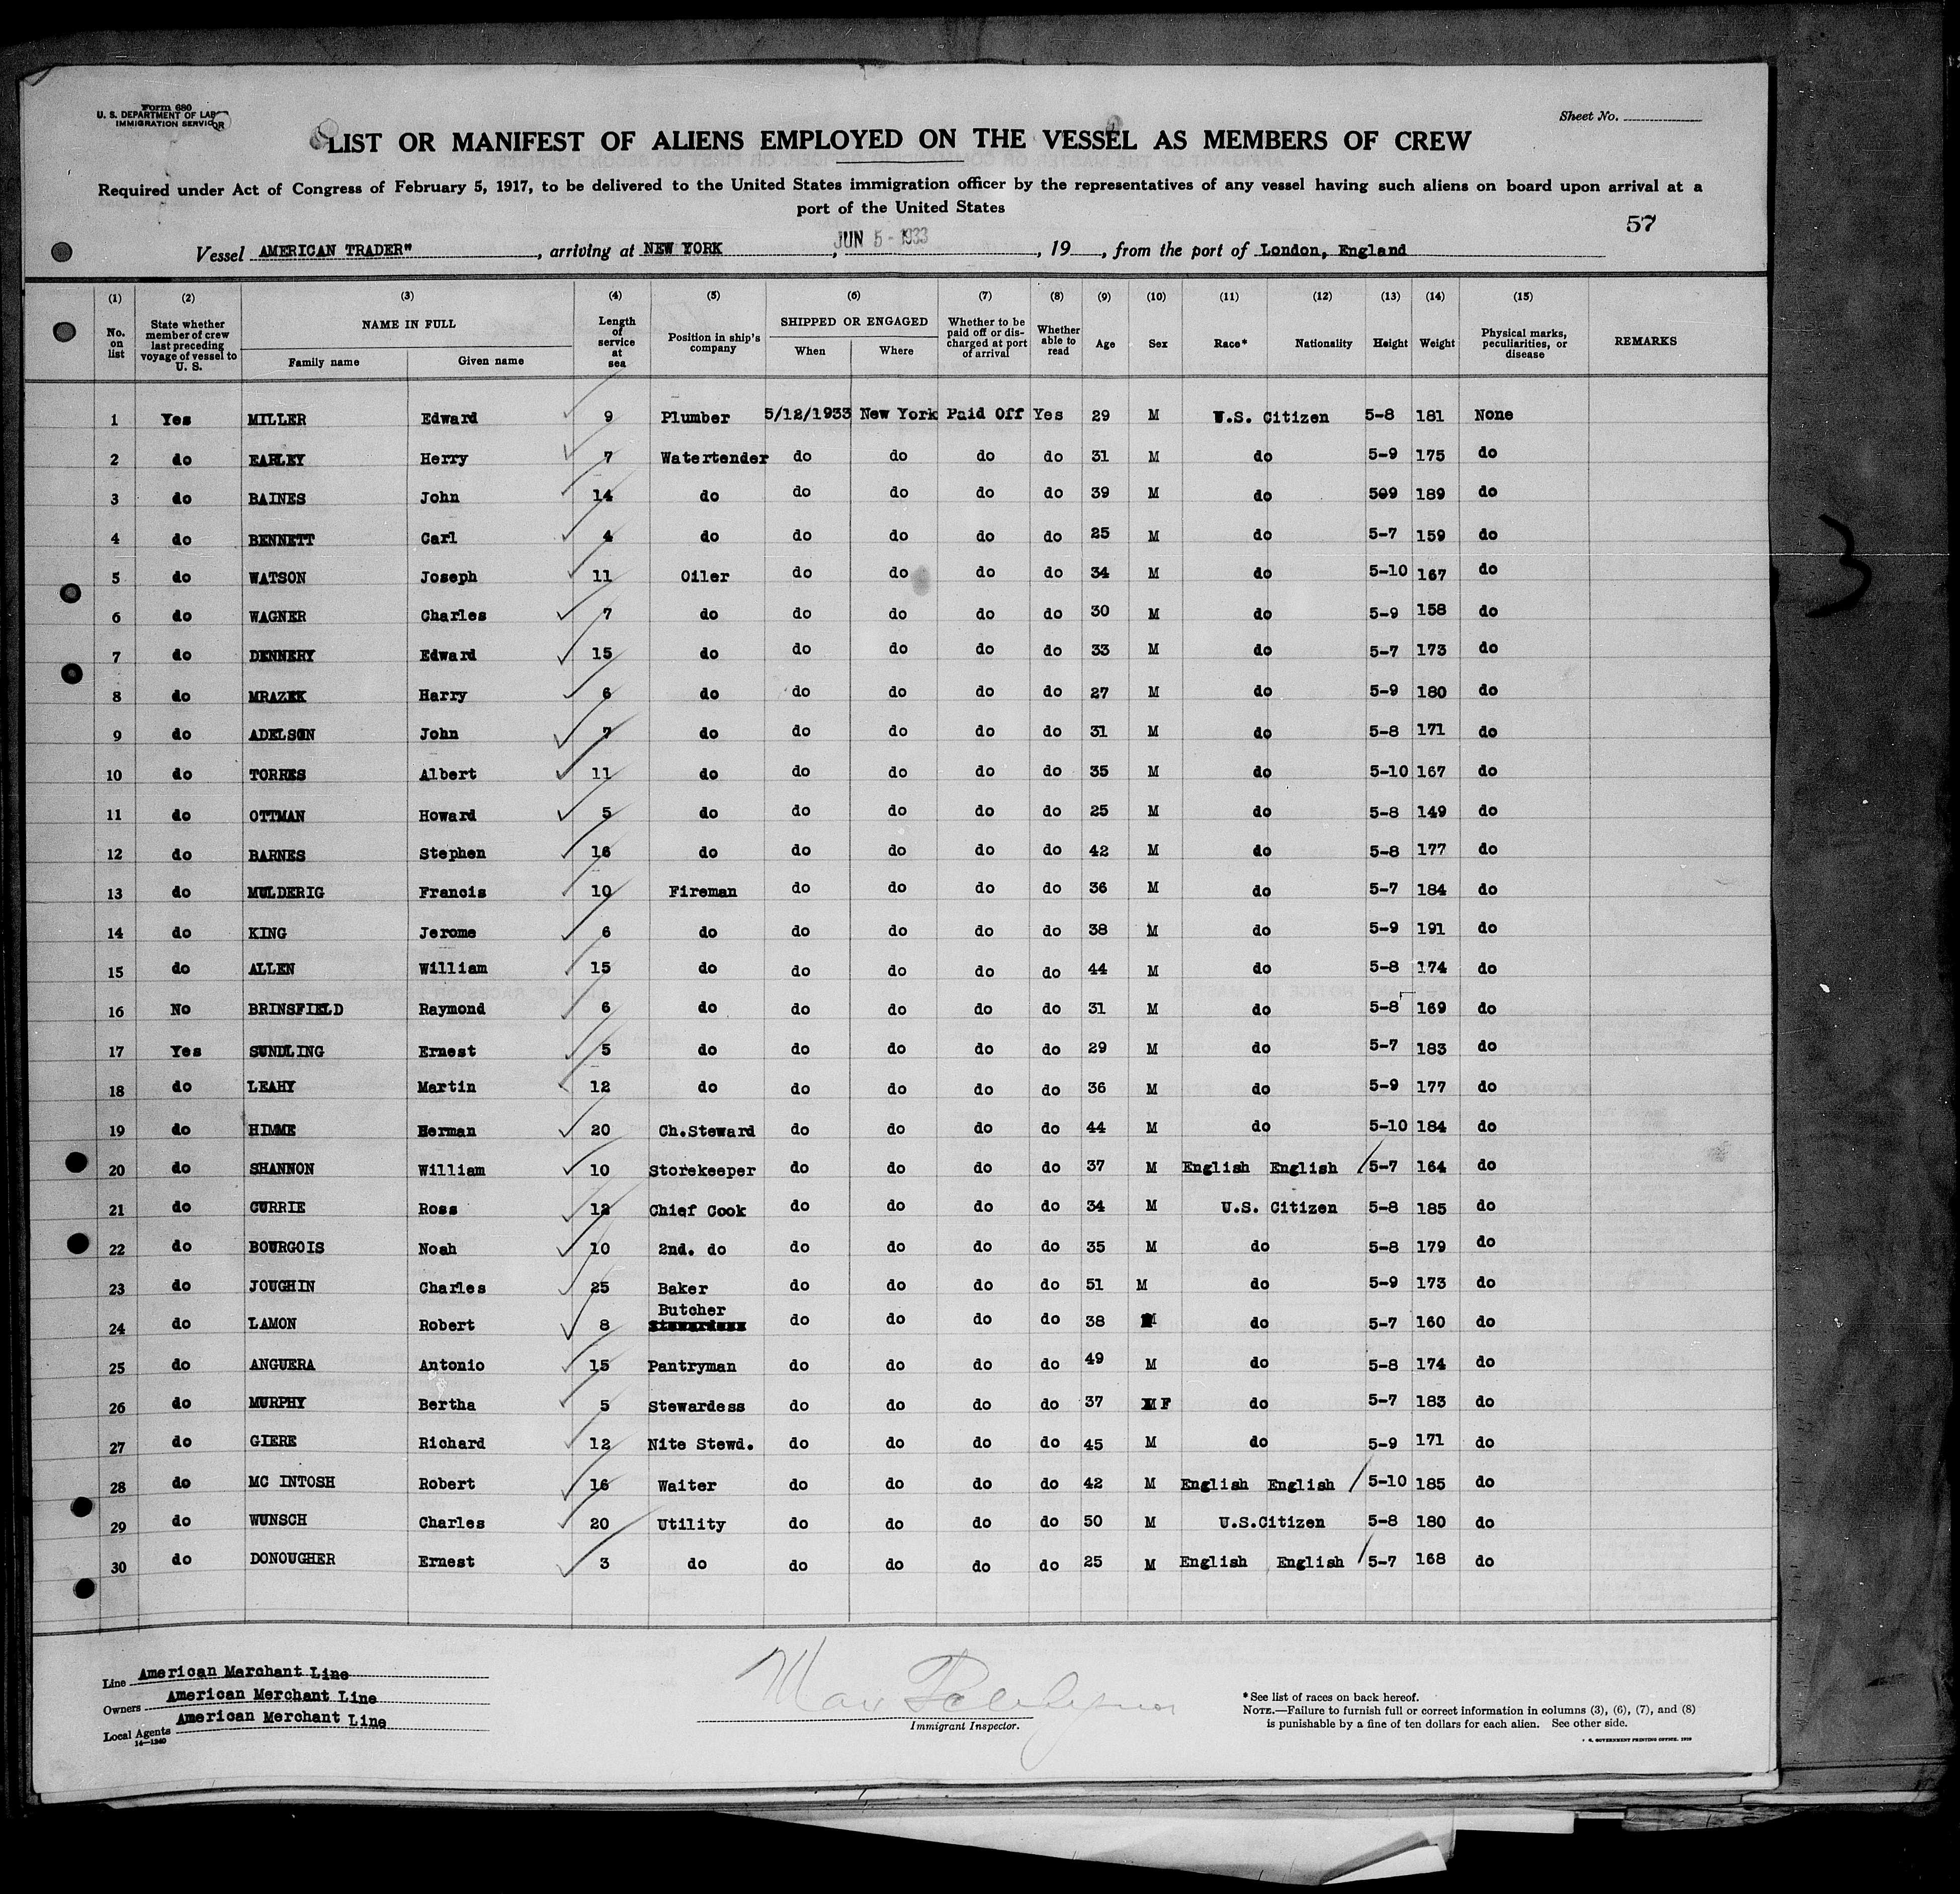 Form 680
U. S. DEPARTMENT OF LABOR
IMMIGRATION SERVICE
Sheet No.
LIST OR MANIFEST OF ALIENS EMPLOYED ON THE VESSEL AS MEMBERS OF CREW
Required under Act of Congress of February 5, 1917, to be delivered to the United States immigration officer by the representatives of any vessel having such aliens on board upon arrival at a
port of the United States
57
Vessel AMERICAN TRADER", arriving at NEW YORK, JUN 5 - 1933, 19, from the port of London, England
(1) (2) (3) (4) (5) (6) (7) (8) (9) (10) (11) (12) (13) (14) (15)
No. on list State whether member of crew last preceding voyage of vessel to U. S. NAME IN FULL Family name Given name Length of service at sea Position in ship's company SHIPPED OR ENGAGED When Where Whether to be paid off or discharged at port of arrival Whether able to read Age Sex Race* Nationality Height Weight Physical marks, peculiarities, or disease REMARKS
1 Yes MILLER Edward 9 Plumber 5/12/1933 New York Paid Off Yes 29 M U.S. Citizen 5-8 181 None
2 do EARLEY Herry 7 Watertender do do do do 31 M do 5-9 175 do
3 do BAINES John 14 do do do do do 39 M do 509 189 do
4 do BENNETT Carl 4 do do do do do 25 M do 5-7 159 do
5 do WATSON Joseph 11 Oiler do do do do 34 M do 5-10 167 do
6 do WAGNER Charles 7 do do do do do 30 M do 5-9 158 do
7 do DENNERY Edward 15 do do do do do 33 M do 5-7 173 do
8 do MRAZEK Harry 6 do do do do do 27 M do 5-9 180 do
9 do ADELSON John 7 do do do do do 31 M do 5-8 171 do
10 do TORRES Albert 11 do do do do do 35 M do 5-10 167 do
11 do OTTMAN Howard 5 do do do do do 25 M do 5-8 149 do
12 do BARNES Stephen 16 do do do do do 42 M do 5-8 177 do
13 do MULDERIG Francis 10 Fireman do do do do 36 M do 5-7 184 do
14 do KING Jerome 6 do do do do do 38 M do 5-9 191 do
15 do ALLEN William 15 do do do do do 44 M do 5-8 174 do
16 No BRINSFIELD Raymond 6 do do do do do 31 M do 5-8 169 do
17 Yes SUNDLING Ernest 5 do do do do do 29 M do 5-7 183 do
18 do LEAHY Martin 12 do do do do do 36 M do 5-9 177 do
19 do HIMME Herman 20 Ch.Steward do do do do 44 M do 5-10 184 do
20 do SHANNON William 10 Storekeeper do do do do 37 M English English 5-7 164 do
21 do CURRIE Ross 12 Chief Cook do do do do 34 M U.S. Citizen 5-8 185 do
22 do BOURGOIS Noah 10 2nd. do do do do do 35 M do 5-8 179 do
23 do JOUGHIN Charles 25 Baker do do do do 51 M do 5-9 173 do
24 do LAMON Robert 8 Butcher Stewardess do do do do 38 M do 5-7 160 do
25 do ANGUERA Antonio 15 Pantryman do do do do 49 M do 5-8 174 do
26 do MURPHY Bertha 5 Stewardess do do do do 37 M F do 5-7 183 do
27 do GIERE Richard 12 Nite Stewd. do do do do 45 M do 5-9 171 do
28 do MC INTOSH Robert 16 Waiter do do do do 42 M English English 5-10 185 do
29 do WUNSCH Charles 20 Utility do do do do 50 M U.S.Citizen 5-8 180 do
30 do DONOUGHER Ernest 3 do do do do do 25 M English English 5-7 168 do
3
Line American Merchant Line
Owners American Merchant Line
Local Agents American Merchant Line
14—1240
Immigrant Inspector.
*See list of races on back hereof.
NOTE.—Failure to furnish full or correct information in columns (3), (6), (7), and (8)
is punishable by a fine of ten dollars for each alien. See other side.
GOVERNMENT PRINTING OFFICE